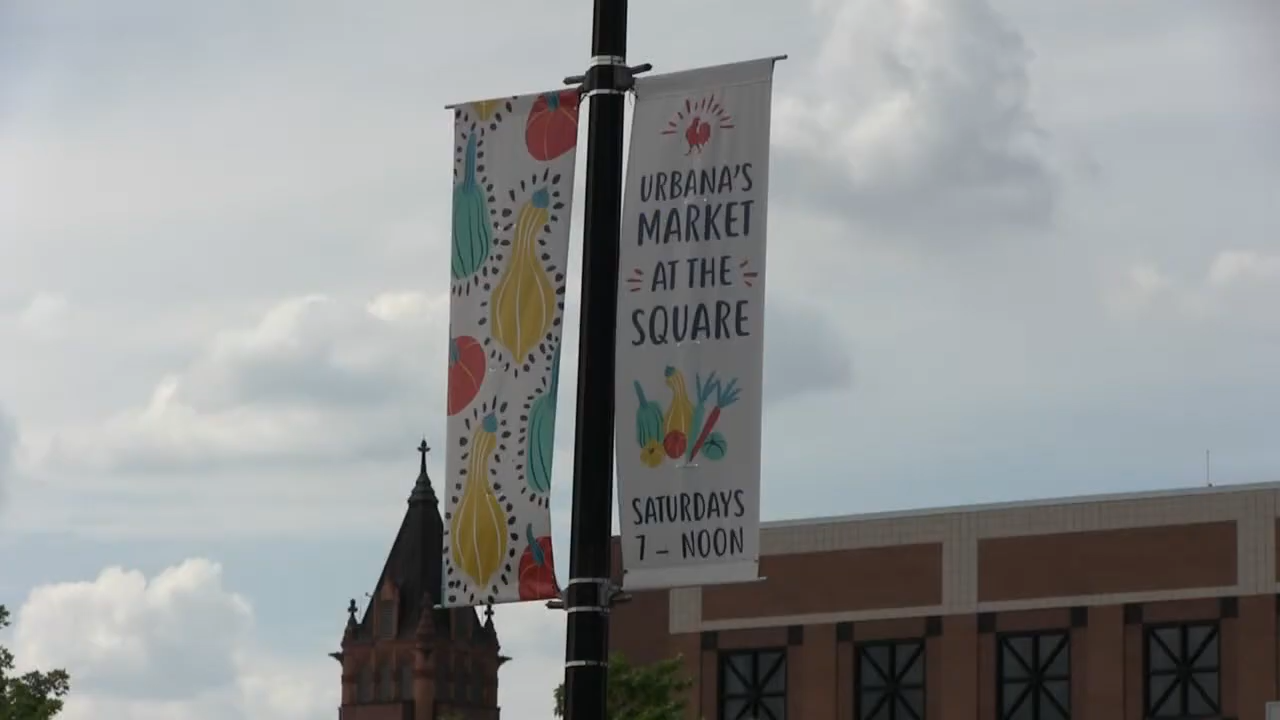 URBANA'S
MARKET
AT THE
SQUARE
SATURDAYS
7 – NOON